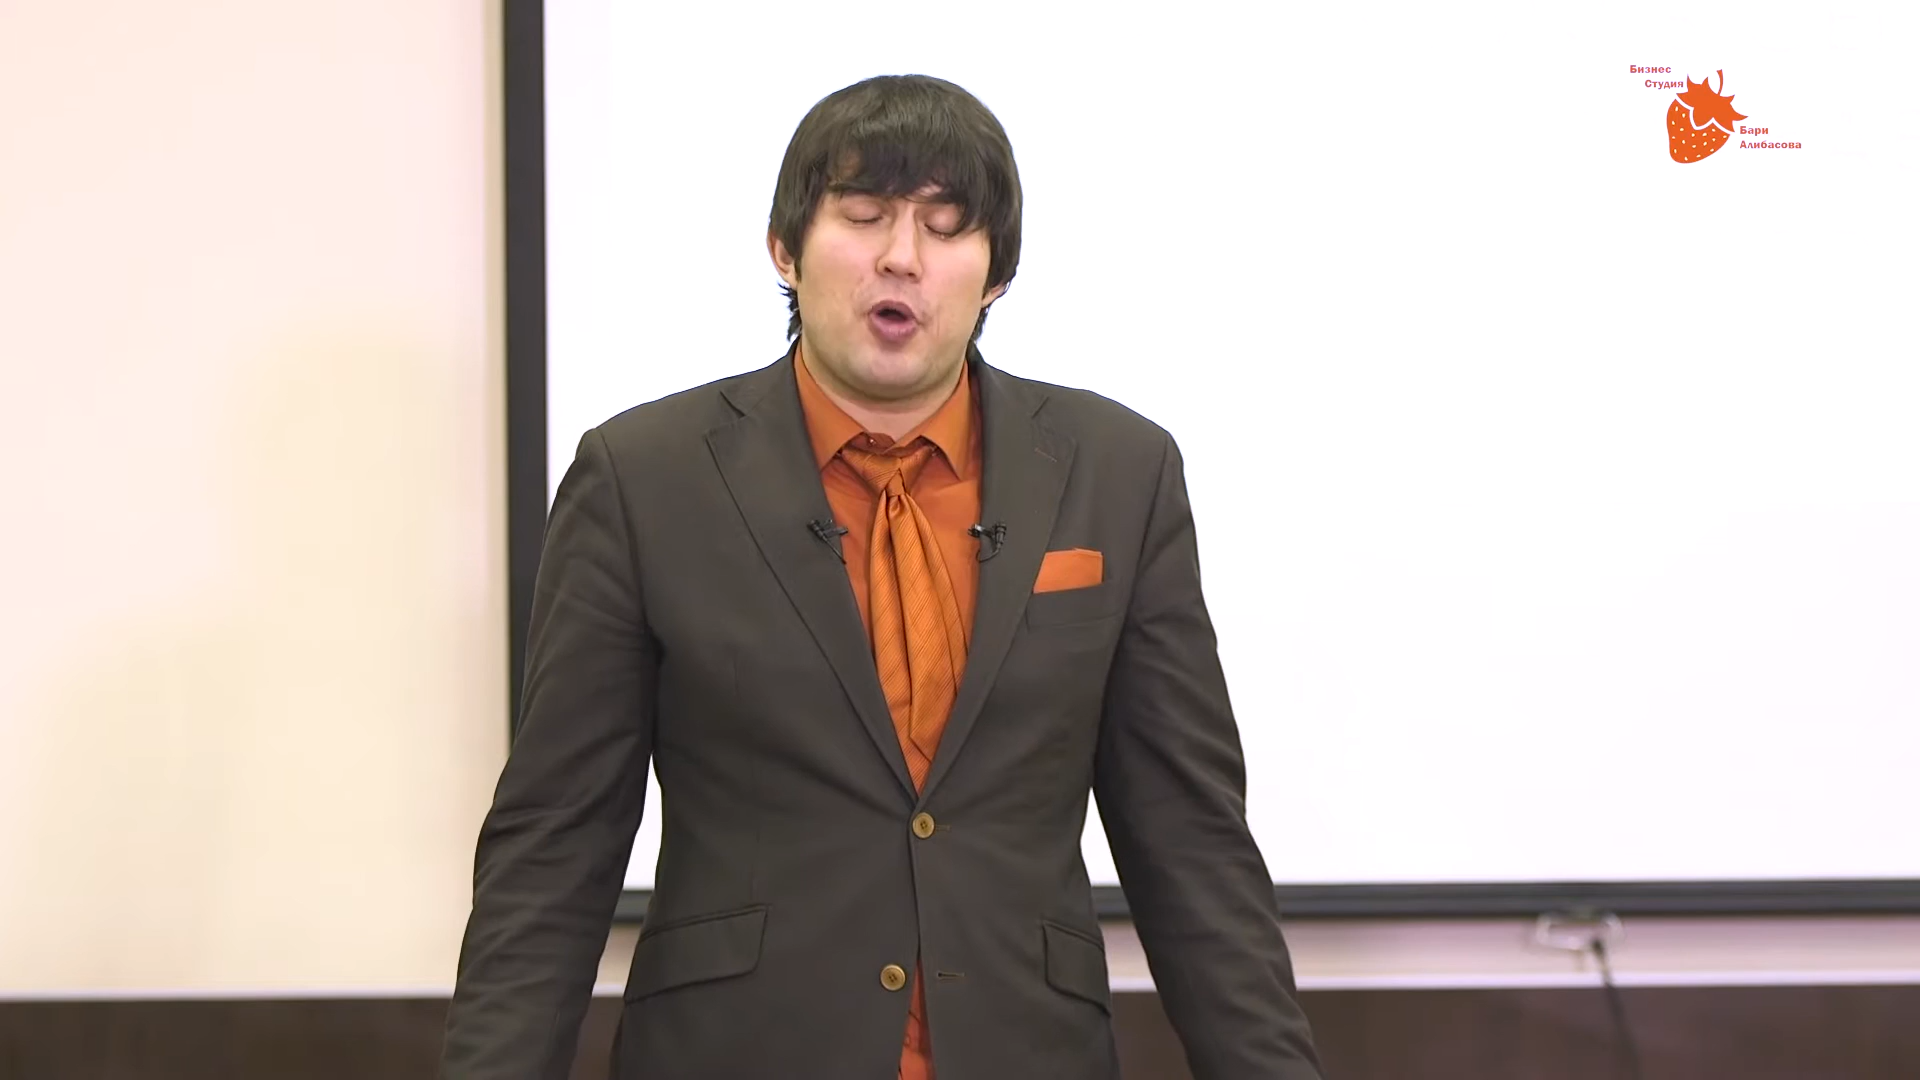 Бизнес
Студия
Бари
Алибасова